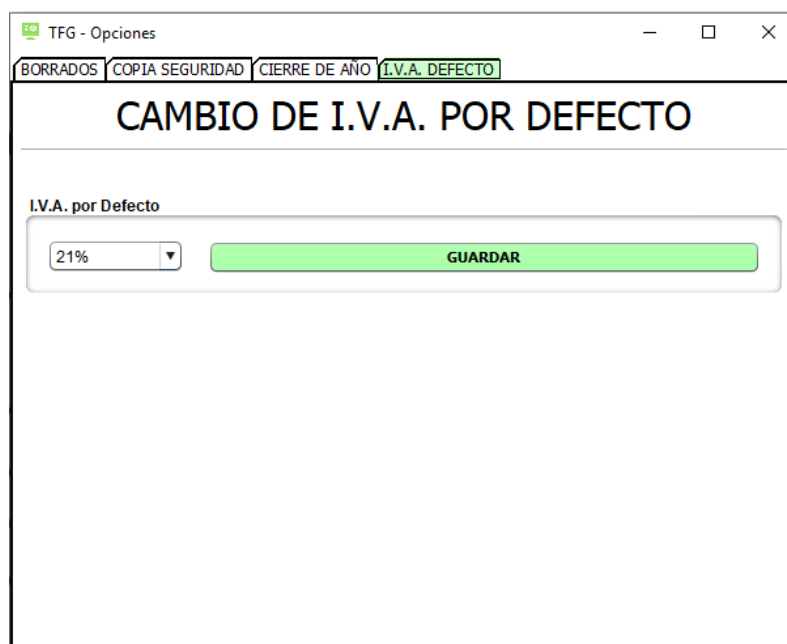 TFG - Opciones
BORRADOS COPIA SEGURIDAD CIERRE DE AÑO I.V.A. DEFECTO
CAMBIO DE I.V.A. POR DEFECTO
I.V.A. por Defecto
21% GUARDAR